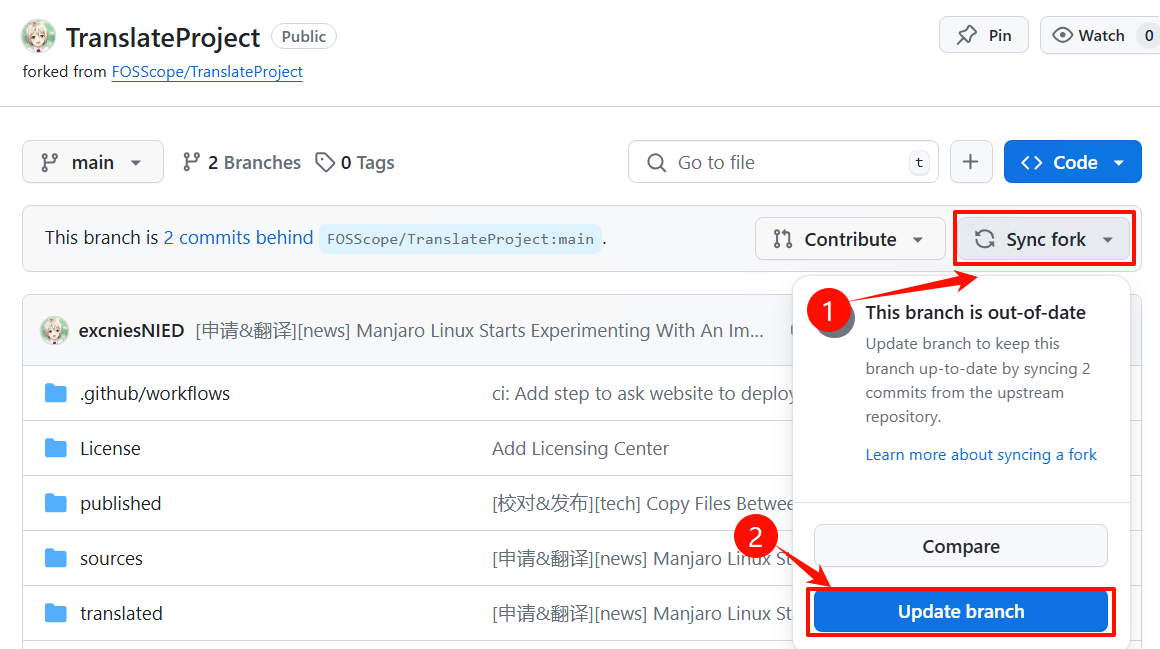 TranslateProject Public
Pin
Watch 0
forked from FOSScope/TranslateProject
main
2 Branches
0 Tags
Go to file
t
Code
This branch is 2 commits behind FOSScope/TranslateProject:main .
Contribute
Sync fork
1
This branch is out-of-date
Update branch to keep this
branch up-to-date by syncing 2
commits from the upstream
repository.
Learn more about syncing a fork
2
Compare
Update branch
excniesNIED [申请&翻译][news] Manjaro Linux Starts Experimenting With An Im...
.github/workflows
ci: Add step to ask website to deploy
License
Add Licensing Center
published
[校对&发布][tech] Copy Files Betwee
sources
[申请&翻译][news] Manjaro Linux St
translated
[申请&翻译][news] Manjaro Linux St